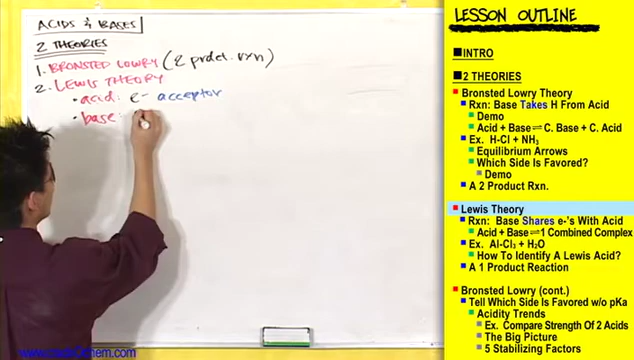 ACIDS & BASES
2 THEORIES
1. BRONSTED LOWRY (2 prdct. rxn)
2. LEWIS THEORY
• acid: e- acceptor
• base:
LESSON OUTLINE
INTRO
2 THEORIES
Bronsted Lowry Theory
Rxn: Base Takes H From Acid
Demo
Acid + Base ⇌ C. Base + C. Acid
Ex. H-Cl + NH3
Equilibrium Arrows
Which Side Is Favored?
Demo
A 2 Product Rxn.
Lewis Theory
Rxn: Base Shares e-'s With Acid
Acid + Base ⇌ 1 Combined Complex
Ex. Al-Cl3 + H2O
How To Identify A Lewis Acid?
A 1 Product Reaction
Bronsted Lowry (cont.)
Tell Which Side Is Favored w/o pKa
Acidity Trends
Ex. Compare Strength Of 2 Acids
The Big Picture
5 Stabilizing Factors